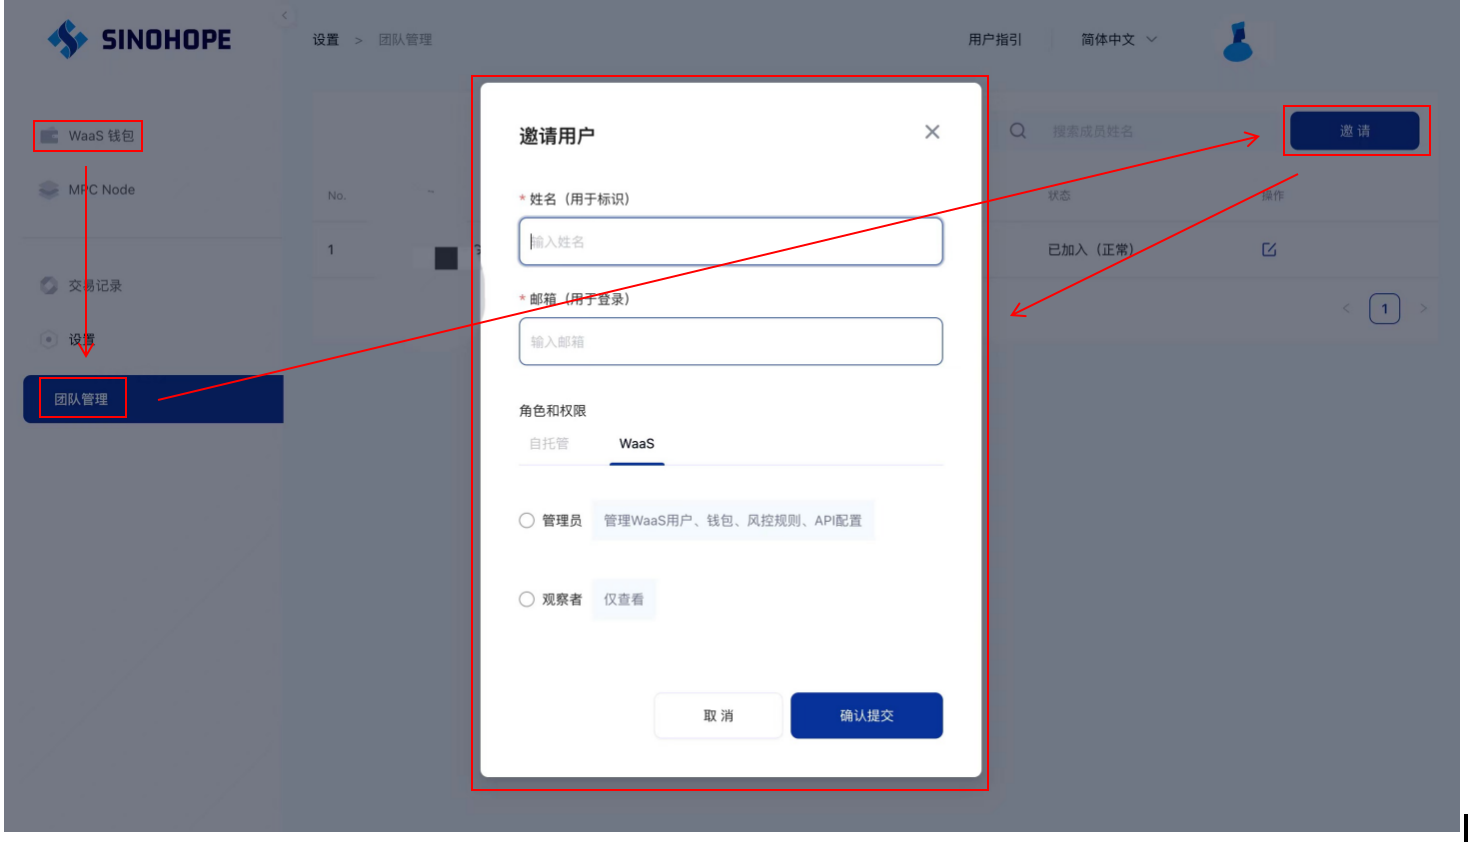 SINOHOPE
设置 > 团队管理
用户指引
简体中文
WaaS 钱包
MPC Node
交易记录
设置
团队管理
搜索成员姓名
邀 请
No.
状态
操作
1
已加入（正常）
< 1 >
邀请用户
* 姓名（用于标识）
输入姓名
* 邮箱（用于登录）
输入邮箱
角色和权限
自托管 WaaS
管理员 管理WaaS用户、钱包、风控规则、API配置
观察者 仅查看
取 消
确认提交